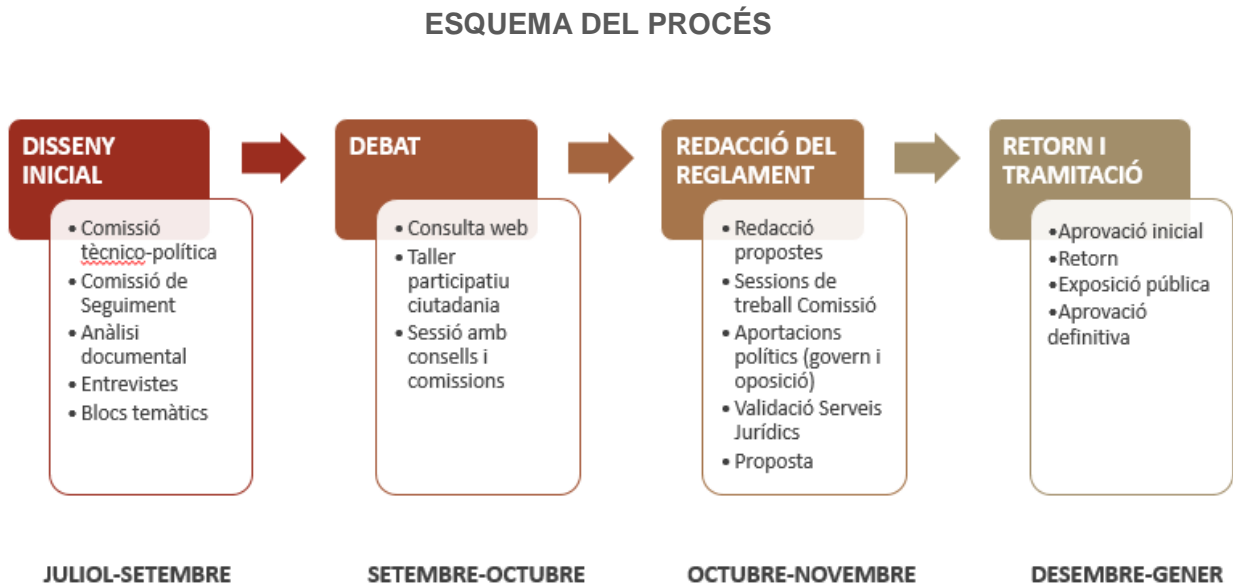 ESQUEMA DEL PROCÉS
DISSENY
INICIAL
• Comissió
tècnico-política
• Comissió de
Seguiment
• Anàlisi
documental
• Entrevistes
• Blocs temàtics
JULIOL-SETEMBRE
DEBAT
• Consulta web
• Taller
participatiu
ciutadania
• Sessió amb
consells i
comissions
SETEMBRE-OCTUBRE
REDACCIÓ DEL
REGLAMENT
• Redacció
propostes
• Sessions de
treball Comissió
• Aportacions
polítics (govern i
oposició)
• Validació Serveis
Jurídics
• Proposta
OCTUBRE-NOVEMBRE
RETORN I
TRAMITACIÓ
•Aprovació inicial
•Retorn
•Exposició pública
•Aprovació
definitiva
DESEMBRE-GENER